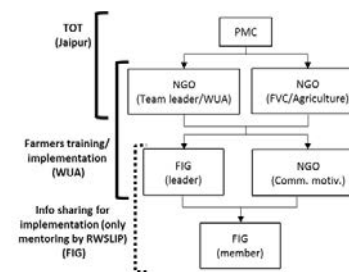 TOT
(Jaipur)
PMC
NGO
(Team leader/WUA)
NGO
(FVC/Agriculture)
Farmers training/
implementation
(WUA)
FIG
(leader)
NGO
(Comm. motiv.)
Info sharing for
implementation (only
mentoring by RWSLIP)
(FIG)
FIG
(member)